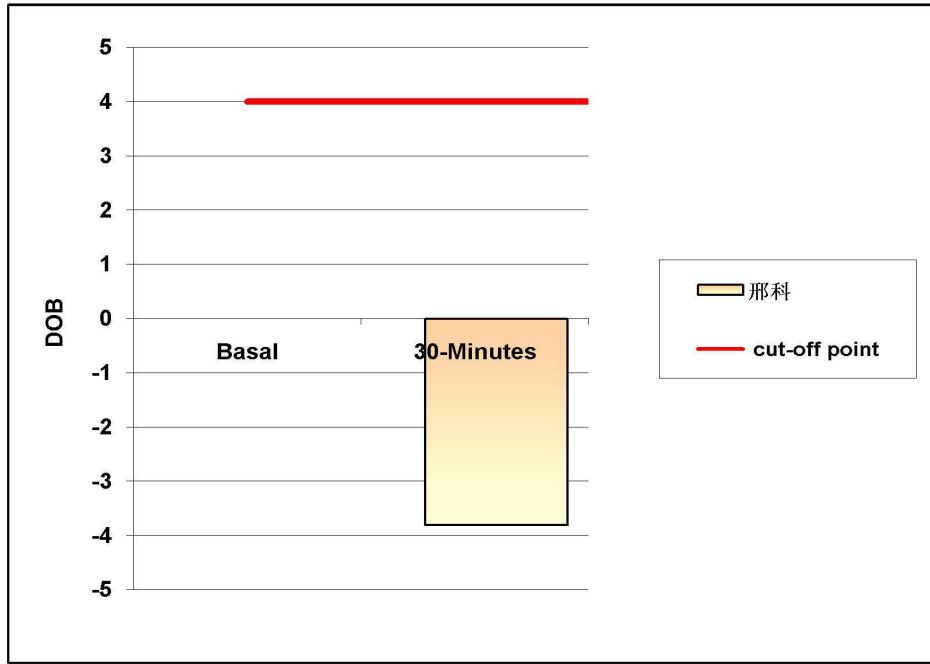 5
4
3
2
1
0
-1
-2
-3
-4
-5
DOB
Basal
30-Minutes
邢科
cut-off point